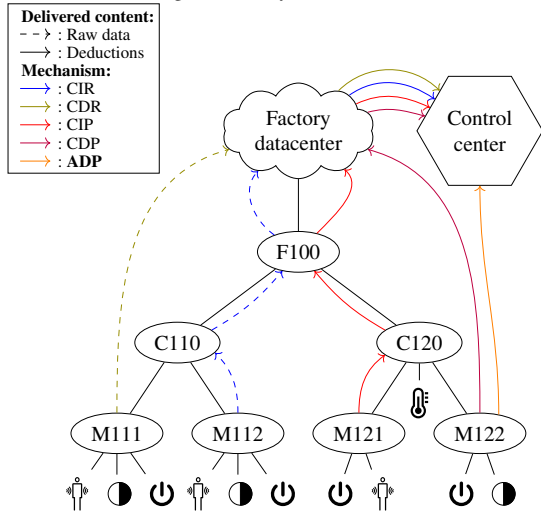 Delivered content:
: Raw data
: Deductions
Mechanism:
: CIR
: CDR
: CIP
: CDP
: ADP
Factory
datacenter
Control
center
F100
C110
C120
M111
M112
M121
M122